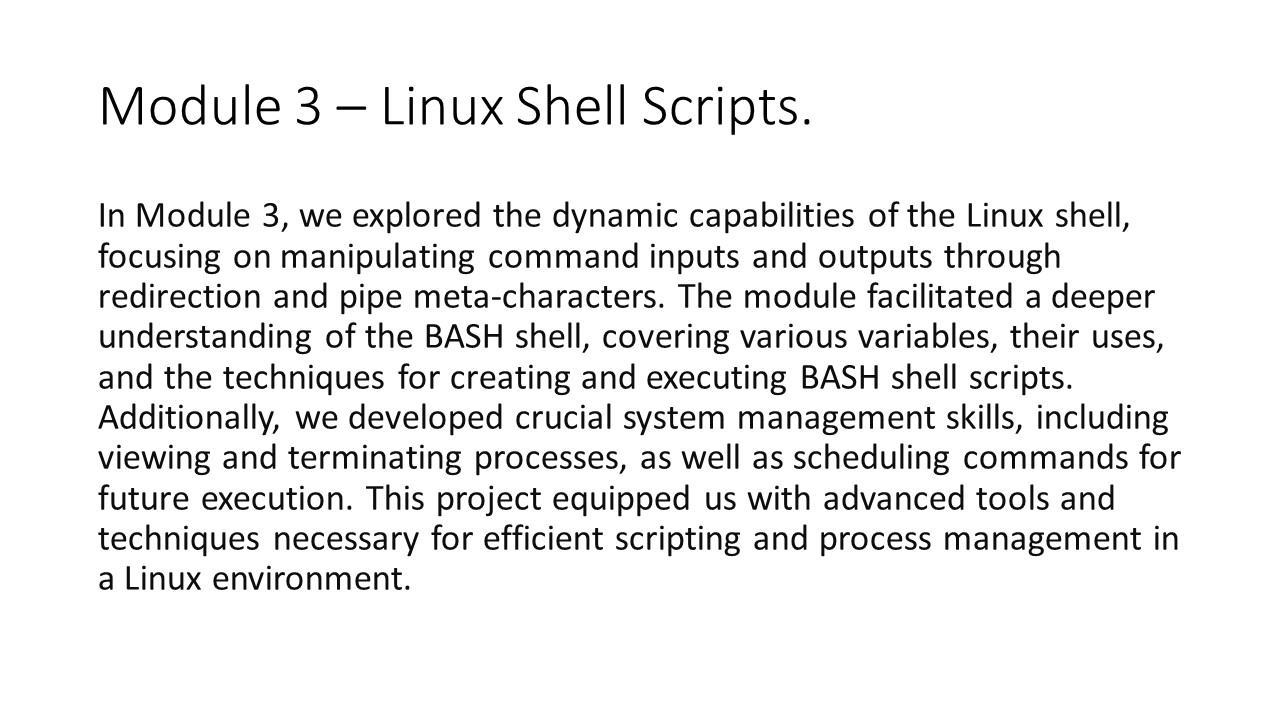 Module 3 – Linux Shell Scripts.
In Module 3, we explored the dynamic capabilities of the Linux shell,
focusing on manipulating command inputs and outputs through
redirection and pipe meta-characters. The module facilitated a deeper
understanding of the BASH shell, covering various variables, their uses,
and the techniques for creating and executing BASH shell scripts.
Additionally, we developed crucial system management skills, including
viewing and terminating processes, as well as scheduling commands for
future execution. This project equipped us with advanced tools and
techniques necessary for efficient scripting and process management in
a Linux environment.